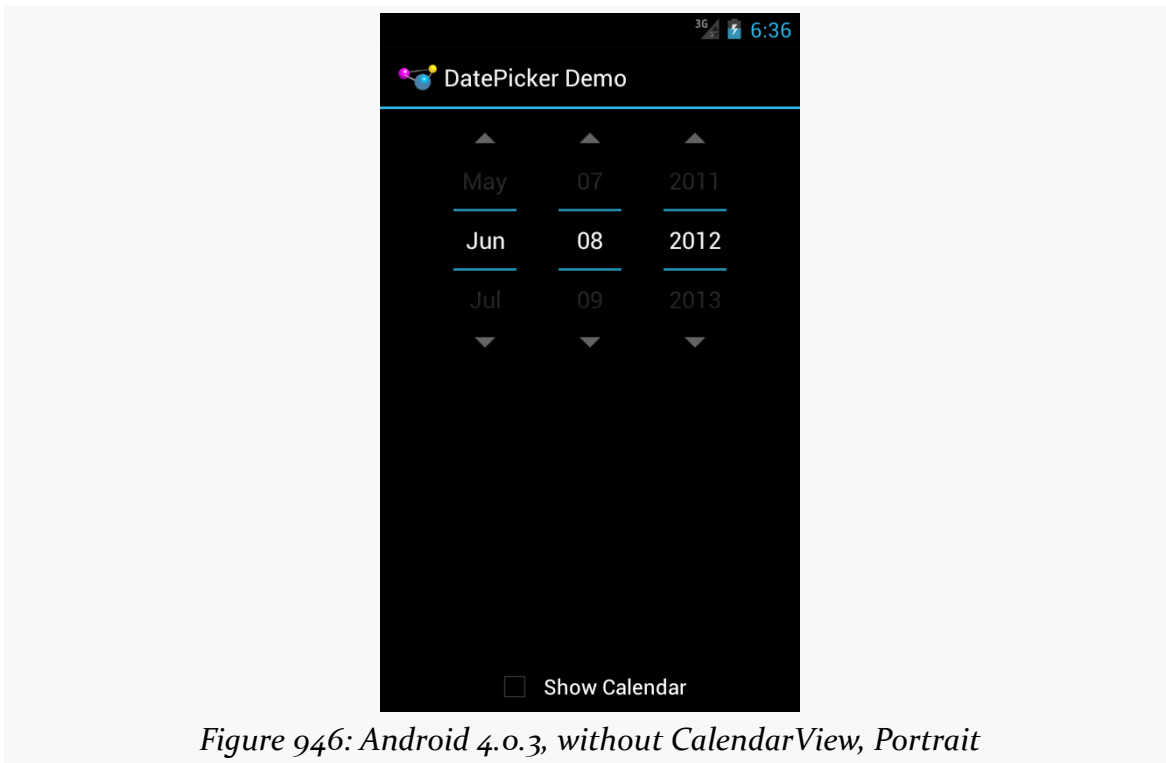 3G 6:36
DatePicker Demo
May 07 2011
Jun 08 2012
Jul 09 2013
Show Calendar
Figure 946: Android 4.0.3, without CalendarView, Portrait